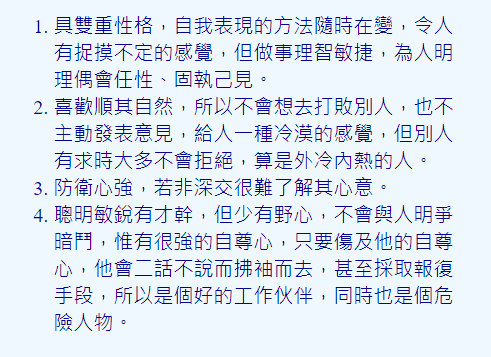 1. 具雙重性格，自我表現的方法隨時在變，令人
有捉摸不定的感覺，但做事理智敏捷，為人明
理偶會任性、固執己見。
2. 喜歡順其自然，所以不會想去打敗別人，也不
主動發表意見，給人一種冷漠的感覺，但別人
有求時大多不會拒絕，算是外冷內熱的人。
3. 防衛心強，若非深交很難了解其心意。
4. 聰明敏銳有才幹，但少有野心，不會與人明爭
暗鬥，惟有很強的自尊心，只要傷及他的自尊
心，他會二話不說而拂袖而去，甚至採取報復
手段，所以是個好的工作伙伴，同時也是個危
險人物。